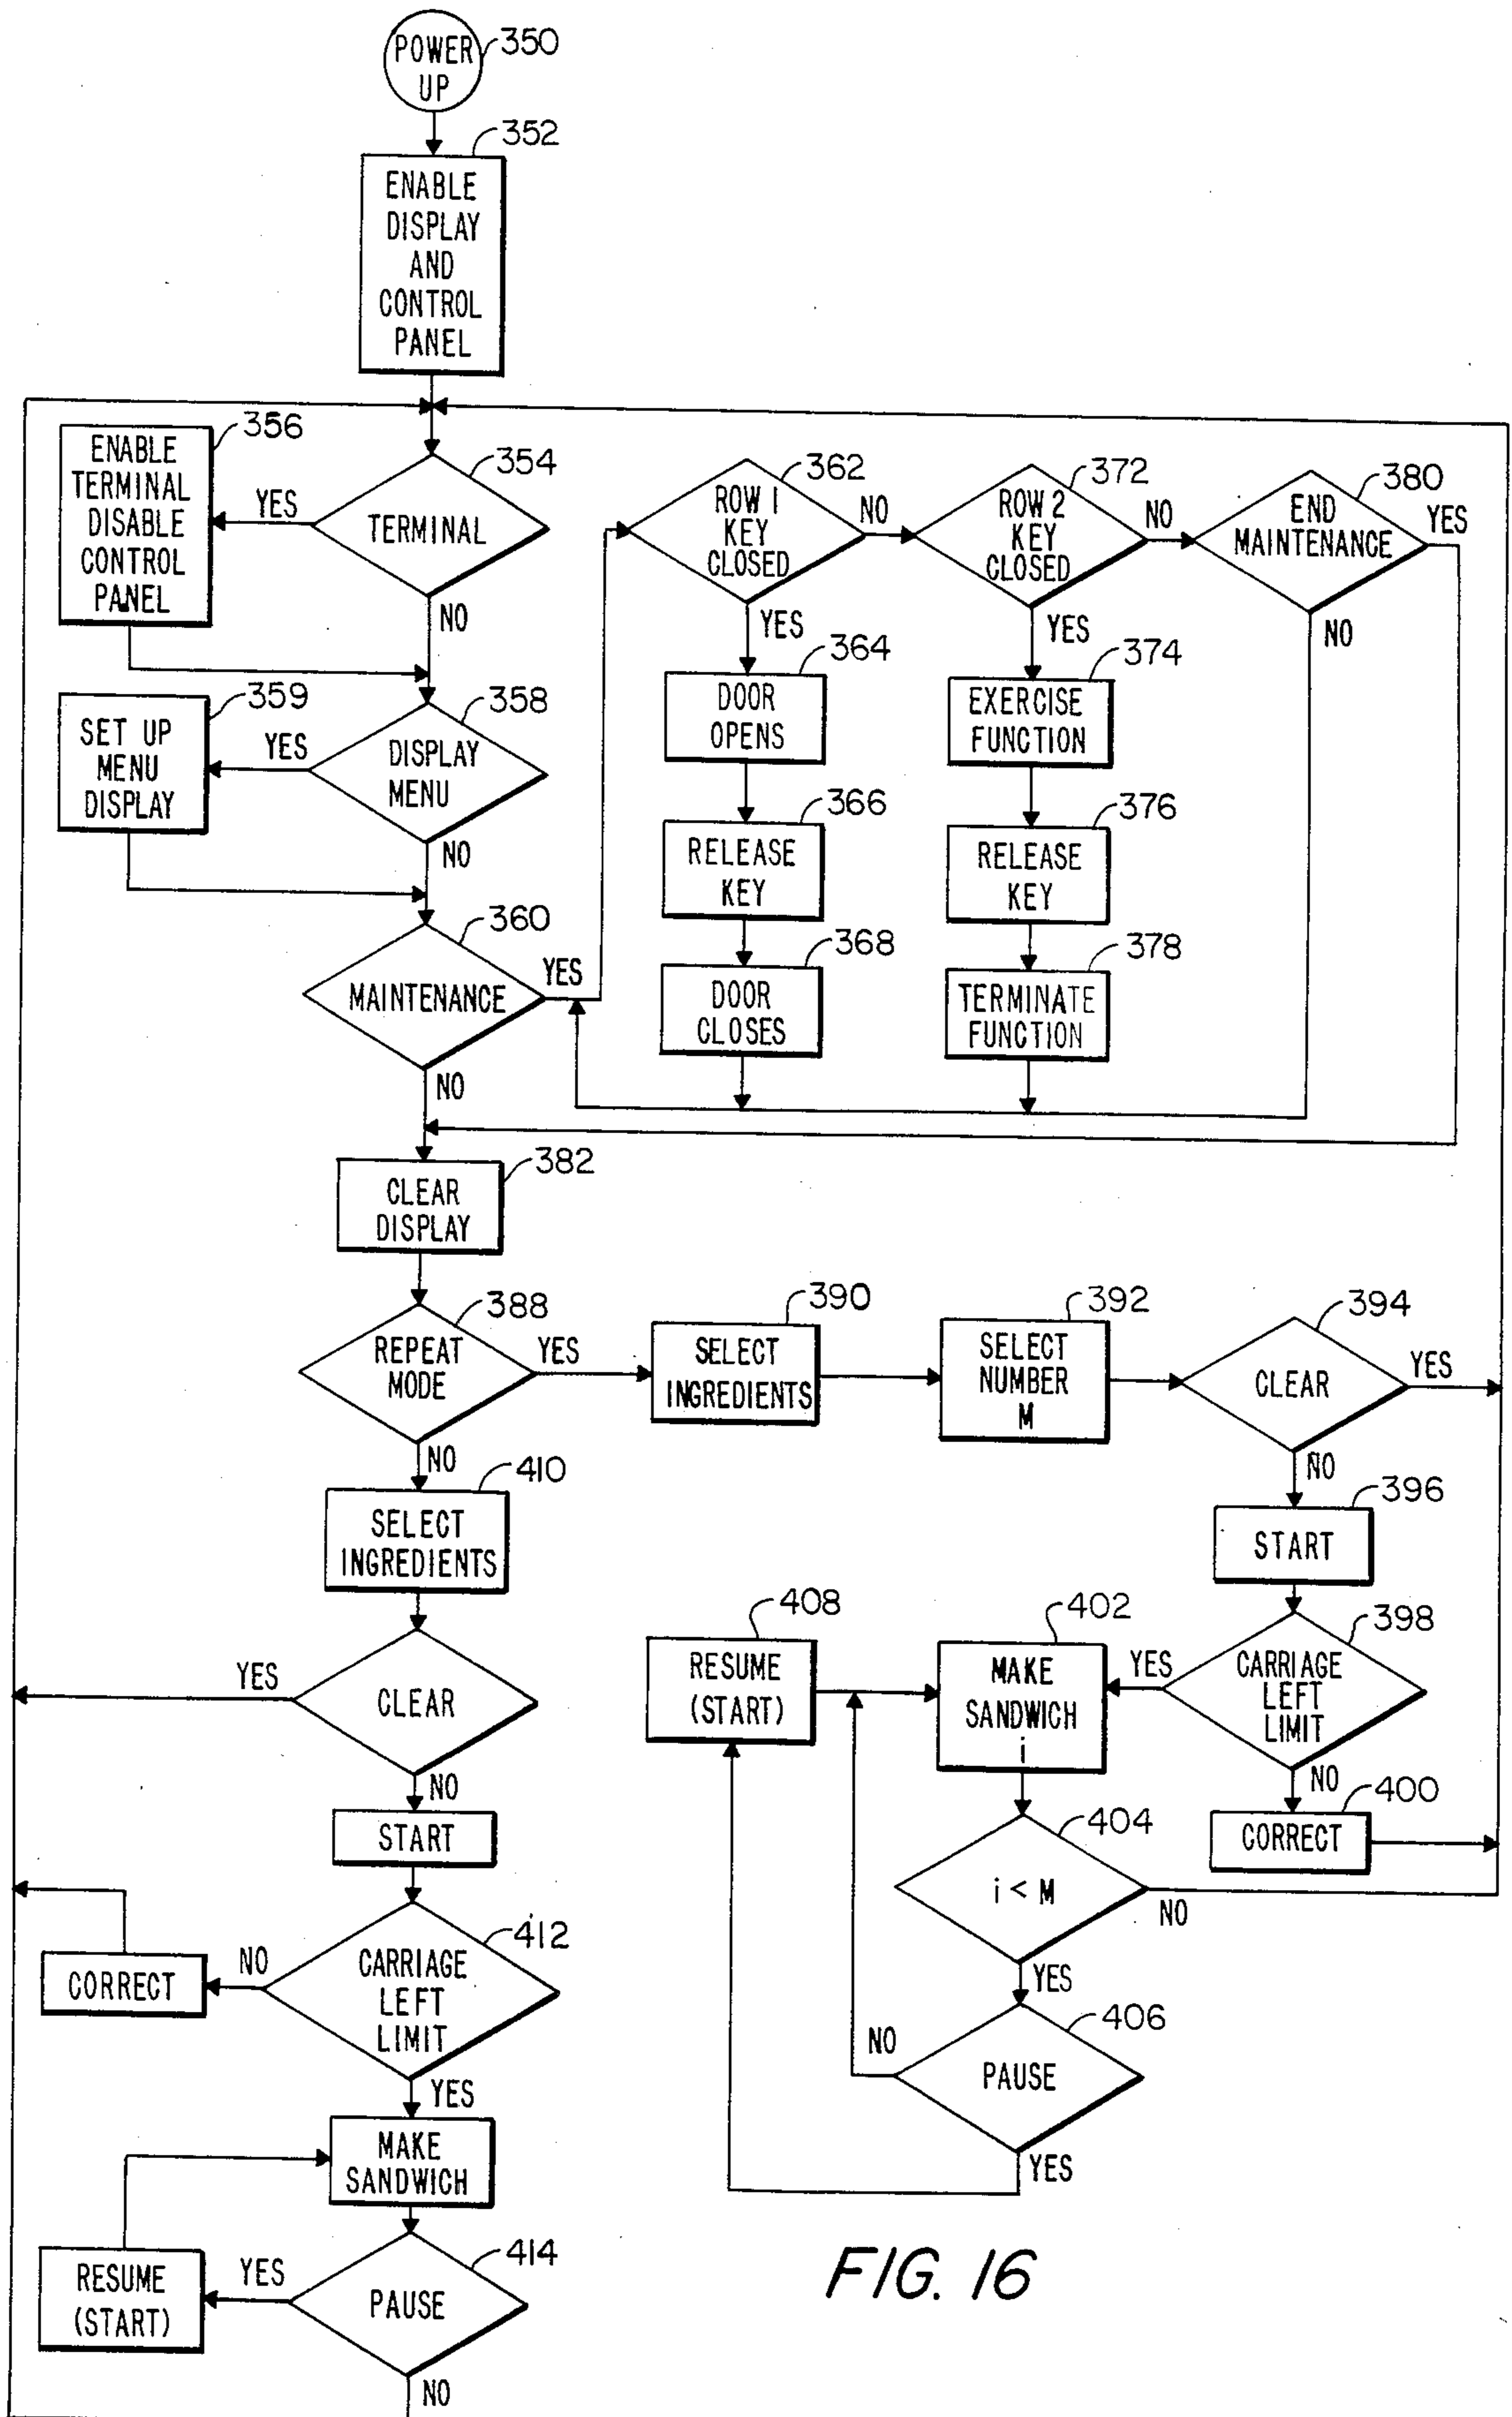 POWER
UP
350
352
ENABLE
DISPLAY
AND
CONTROL
PANEL
356
ENABLE
TERMINAL
DISABLE
CONTROL
PANEL
YES
354
TERMINAL
NO
362
ROW 1
KEY
CLOSED
NO
372
ROW 2
KEY
CLOSED
NO
380
END
MAINTENANCE
YES
NO
YES
364
DOOR
OPENS
366
RELEASE
KEY
368
DOOR
CLOSES
YES
374
EXERCISE
FUNCTION
376
RELEASE
KEY
378
TERMINATE
FUNCTION
359
SET UP
MENU
DISPLAY
YES
358
DISPLAY
MENU
NO
360
MAINTENANCE
YES
NO
382
CLEAR
DISPLAY
388
REPEAT
MODE
YES
390
SELECT
INGREDIENTS
392
SELECT
NUMBER
M
394
CLEAR
YES
NO
396
START
398
CARRIAGE
LEFT
LIMIT
YES
NO
400
CORRECT
402
MAKE
SANDWICH
i
408
RESUME
(START)
404
i < M
NO
YES
406
PAUSE
NO
YES
NO
410
SELECT
INGREDIENTS
CLEAR
YES
NO
START
412
CARRIAGE
LEFT
LIMIT
NO
CORRECT
YES
MAKE
SANDWICH
414
PAUSE
YES
RESUME
(START)
NO
FIG. 16